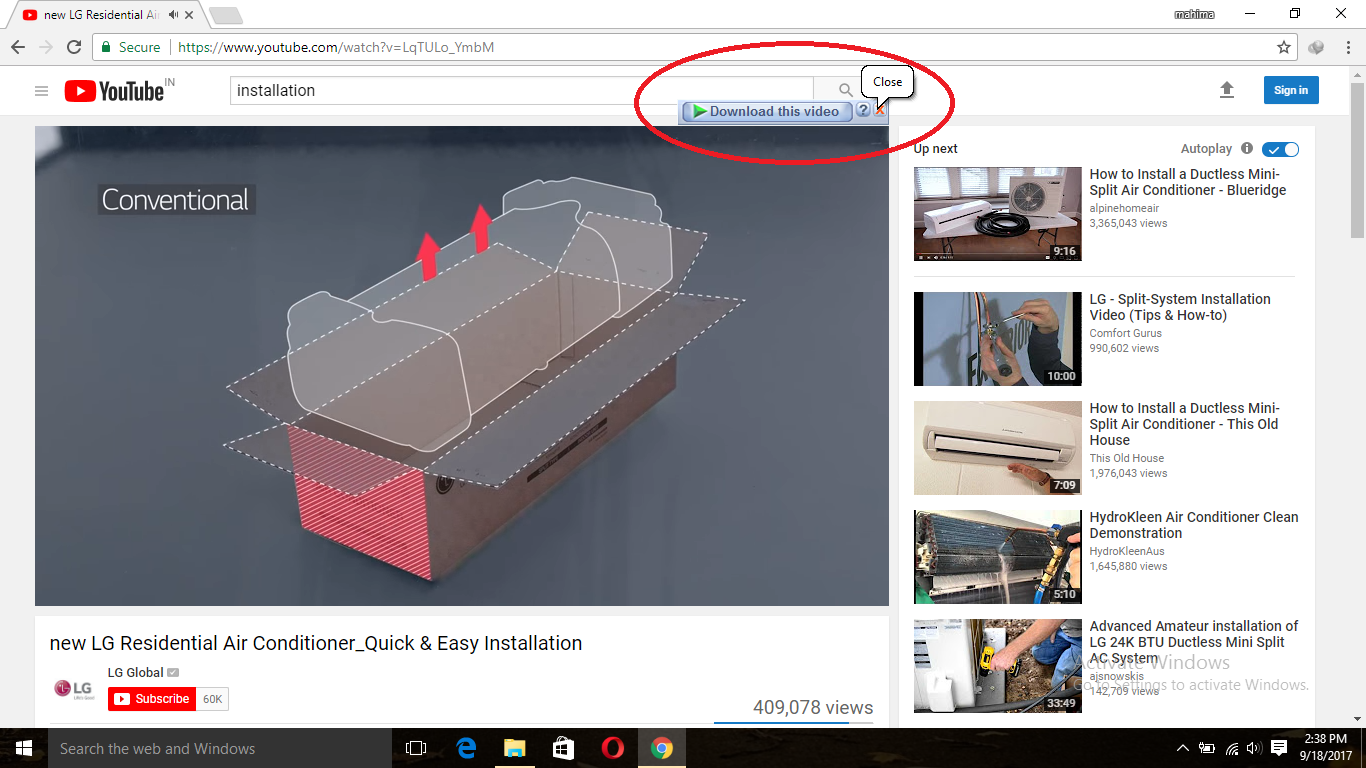 new LG Residential Air
mahima
Secure
https://www.youtube.com/watch?v=LqTULo_YmbM
YouTube IN
installation
Close
Download this video
?
Sign in
Conventional
Up next
Autoplay
How to Install a Ductless Mini-
Split Air Conditioner - Blueridge
alpinehomeair
3,365,043 views
9:16
LG - Split-System Installation
Video (Tips & How-to)
Comfort Gurus
990,602 views
10:00
How to Install a Ductless Mini-
Split Air Conditioner - This Old
House
This Old House
1,976,043 views
7:09
HydroKleen Air Conditioner Clean
Demonstration
HydroKleenAus
1,645,880 views
5:10
Advanced Amateur installation of
LG 24K BTU Ductless Mini Split
AC System
ajsnowskis
142,709 views
33:49
Activate Windows
Go to Settings to activate Windows.
new LG Residential Air Conditioner_Quick & Easy Installation
LG
LG Global
Subscribe
60K
409,078 views
Search the web and Windows
2:38 PM
9/18/2017